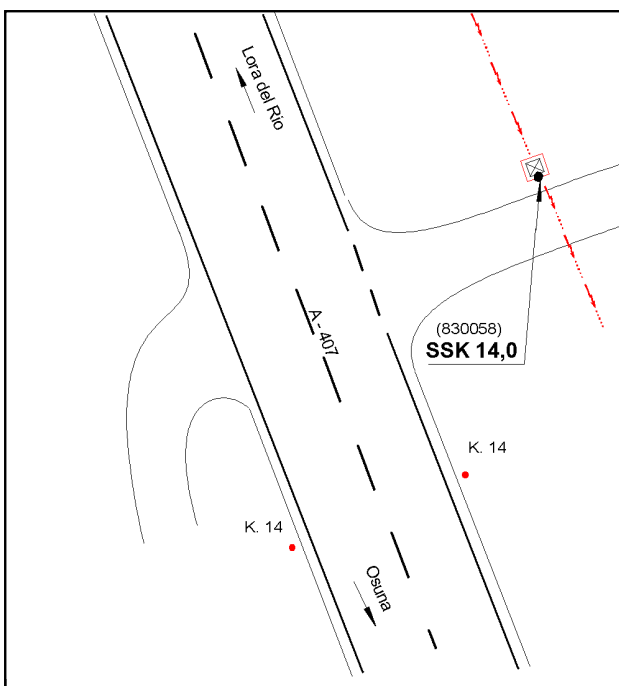 Lora del Rio
A - 407
(830058)
SSK 14,0
K. 14
K. 14
Osuna